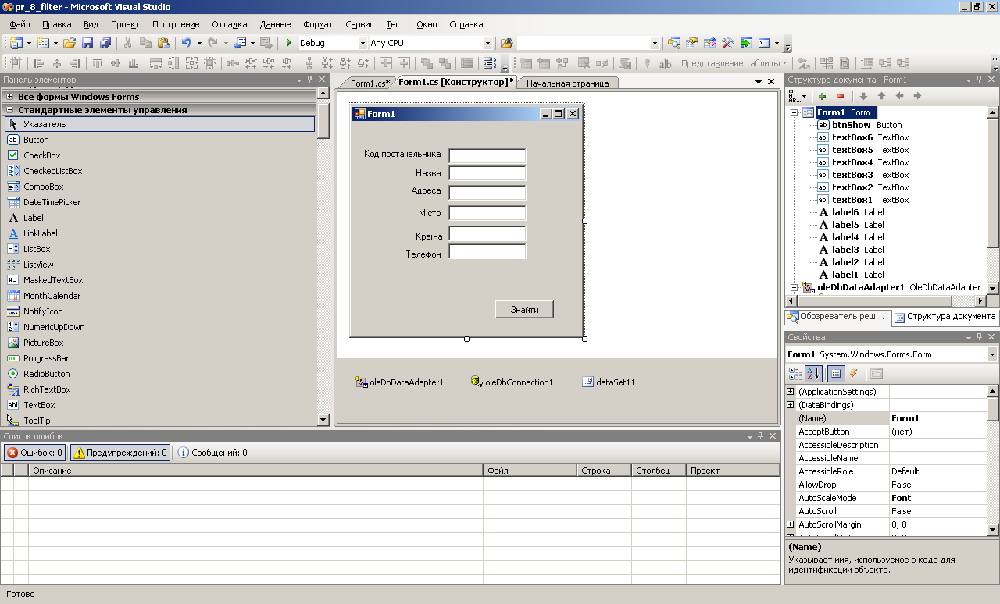 pr_8_filter - Microsoft Visual Studio
Файл Правка Вид Проект Построение Отладка Данные Формат Сервис Тест Окно Справка
Debug Any CPU
Представление таблицы
Панель элементов
Все формы Windows Forms
Стандартные элементы управления
Указатель
Button
CheckBox
CheckedListBox
ComboBox
DateTimePicker
Label
LinkLabel
ListBox
ListView
MaskedTextBox
MonthCalendar
NotifyIcon
NumericUpDown
PictureBox
ProgressBar
RadioButton
RichTextBox
TextBox
ToolTip
Form1.cs* Form1.cs [Конструктор]* Начальная страница
Form1
Код постачальника
Назва
Адреса
Місто
Країна
Телефон
Знайти
oleDbDataAdapter1 oleDbConnection1 dataSet11
Структура документа - Form1
Form1 Form
btnShow Button
textBox6 TextBox
textBox5 TextBox
textBox4 TextBox
textBox3 TextBox
textBox2 TextBox
textBox1 TextBox
label6 Label
label5 Label
label4 Label
label3 Label
label2 Label
label1 Label
oleDbDataAdapter1 OleDbDataAdapter
Обозреватель реш... Структура документа
Свойства
Form1 System.Windows.Forms.Form
(ApplicationSettings)
(DataBindings)
(Name) Form1
AcceptButton (нет)
AccessibleDescription
AccessibleName
AccessibleRole Default
AllowDrop False
AutoScaleMode Font
AutoScroll False
AutoScrollMargin 0; 0
(Name)
Указывает имя, используемое в коде для
идентификации объекта.
Список ошибок
Ошибок: 0 Предупреждений: 0 Сообщений: 0
Описание Файл Строка Столбец Проект
Готово